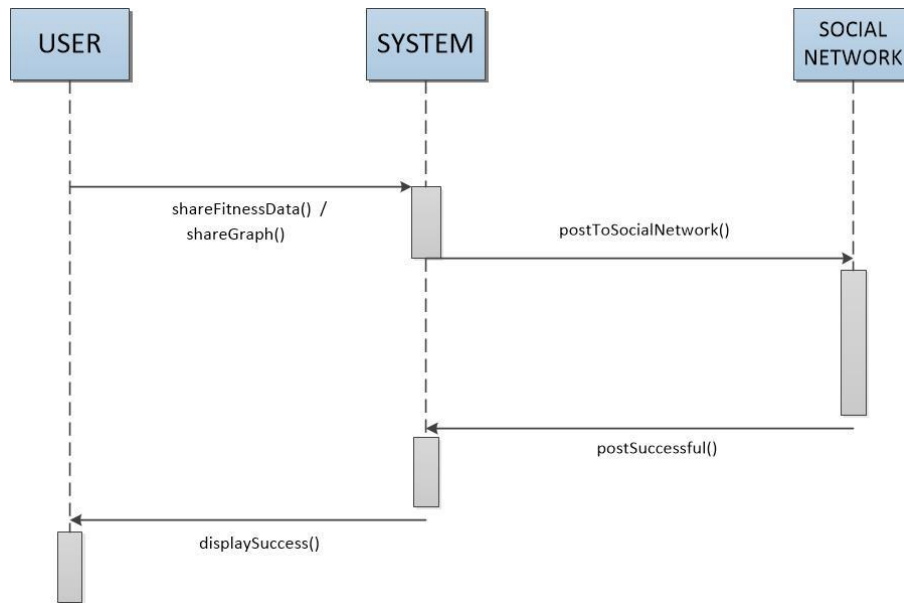 USER
SYSTEM
SOCIAL
NETWORK
shareFitnessData() /
shareGraph()
postToSocialNetwork()
postSuccessful()
displaySuccess()